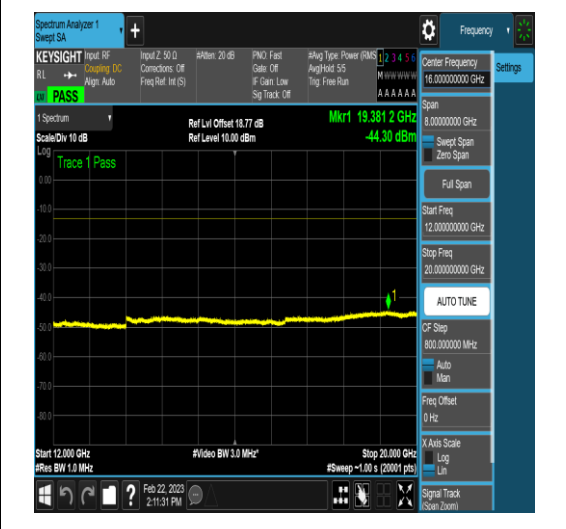 Spectrum Analyzer 1
Swept SA
+
Frequency
KEYSIGHT Input: RF Input Z: 50 Ω #Atten: 20 dB PNO: Fast #Avg Type: Power (RMS 1 2 3 4 5 6
RL Coupling: DC Corrections: Off Gate: Off Avg|Hold: 5/5 M W W W W W
Align: Auto Freq Ref: Int (S) IF Gain: Low Trig: Free Run
Sig Track: Off A A A A A A
PASS
1 Spectrum
Ref Lvl Offset 18.77 dB Mkr1 19.381 2 GHz
Scale/Div 10 dB Ref Level 10.00 dBm -44.30 dBm
Log
Trace 1 Pass
0.00
-10.0
-20.0
-30.0
-40.0
1
-50.0
-60.0
-70.0
-80.0
Start 12.000 GHz #Video BW 3.0 MHz* Stop 20.000 GHz
#Res BW 1.0 MHz #Sweep ~1.00 s (20001 pts)
? Feb 22, 2023
2:11:31 PM
Center Frequency
16.000000000 GHz
Settings
Span
8.00000000 GHz
Swept Span
Zero Span
Full Span
Start Freq
12.000000000 GHz
Stop Freq
20.000000000 GHz
AUTO TUNE
CF Step
800.000000 MHz
Auto
Man
Freq Offset
0 Hz
X Axis Scale
Log
Lin
Signal Track
(Span Zoom)